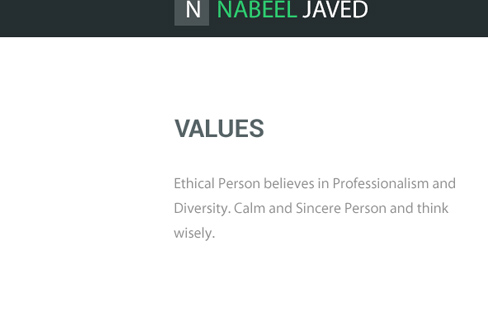 N NABEEL JAVED
VALUES
Ethical Person believes in Professionalism and
Diversity. Calm and Sincere Person and think
wisely.